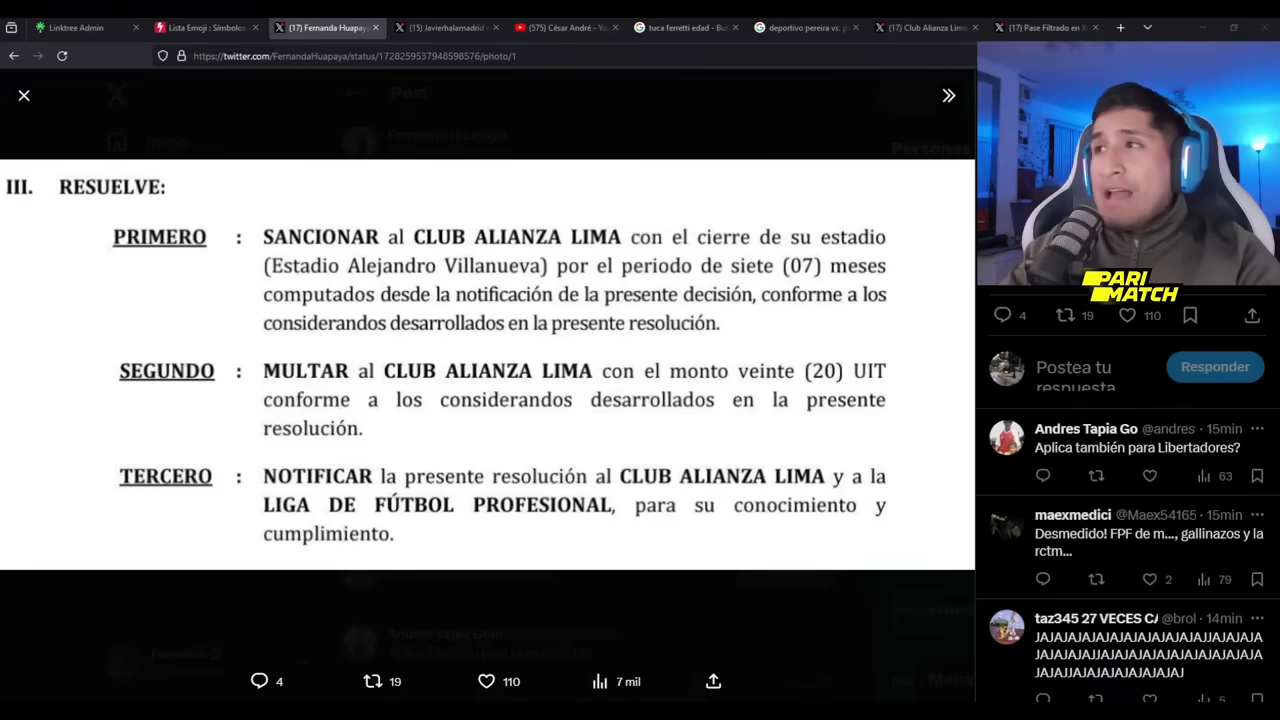 Linktree Admin
Lista Emoji: Símbolos
(17) Fernanda Huapay
(15) Javierhalamadrid
(575) César André - Yo
tuca ferretti edad - Bus
deportivo pereira vs. p
(17) Club Alianza Lima
(17) Pase Filtrado en X
https://twitter.com/FernandaHuapaya/status/1728259537948598576/photo/1
Post
III. RESUELVE:
PRIMERO : SANCIONAR al CLUB ALIANZA LIMA con el cierre de su estadio
(Estadio Alejandro Villanueva) por el periodo de siete (07) meses
computados desde la notificación de la presente decisión, conforme a los
considerandos desarrollados en la presente resolución.
SEGUNDO : MULTAR al CLUB ALIANZA LIMA con el monto veinte (20) UIT
conforme a los considerandos desarrollados en la presente
resolución.
TERCERO : NOTIFICAR la presente resolución al CLUB ALIANZA LIMA y a la
LIGA DE FÚTBOL PROFESIONAL, para su conocimiento y
cumplimiento.
4 19 110 7 mil
PARI
MATCH
4 19 110
Postea tu
respuesta
Responder
Andres Tapia Go @andres · 15min
Aplica también para Libertadores?
63
maexmedici @Maex54165 · 15min
Desmedido! FPF de m..., gallinazos y la
rctm...
2 79
taz345 27 VECES CA @brol · 14min
JAJAJAJAJAJAJAJAJAJAJAJAJJAJAJAJA
JAJAJAJAJAJAJJAJAJAJAJAJAJAJAJAJA
JAJAJJAJAJAJAJAJAJAJ
5